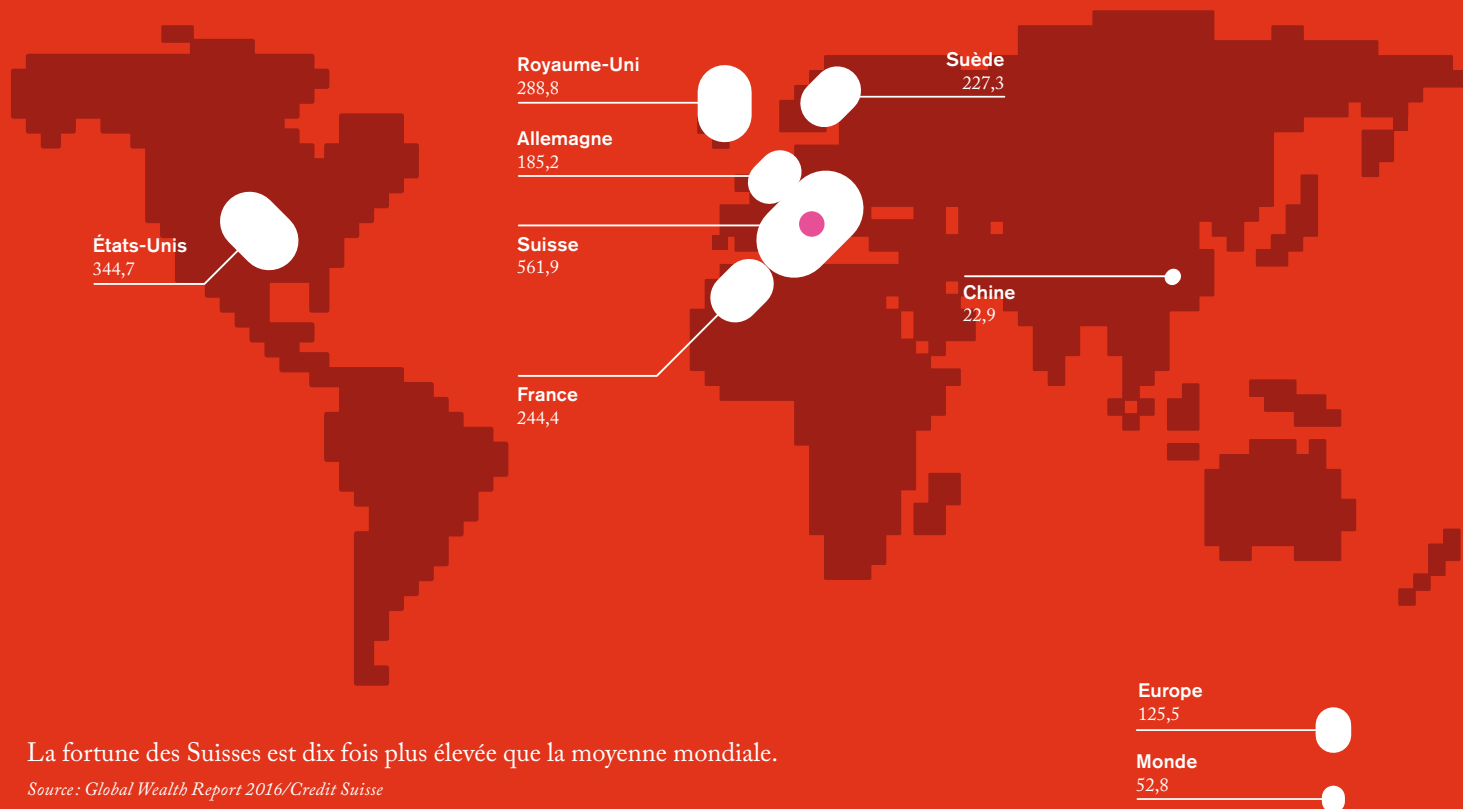 Royaume-Uni
288,8
Suède
227,3
Allemagne
185,2
États-Unis
344,7
Suisse
561,9
Chine
22,9
France
244,4
Europe
125,5
Monde
52,8
La fortune des Suisses est dix fois plus élevée que la moyenne mondiale.
Source: Global Wealth Report 2016/Credit Suisse